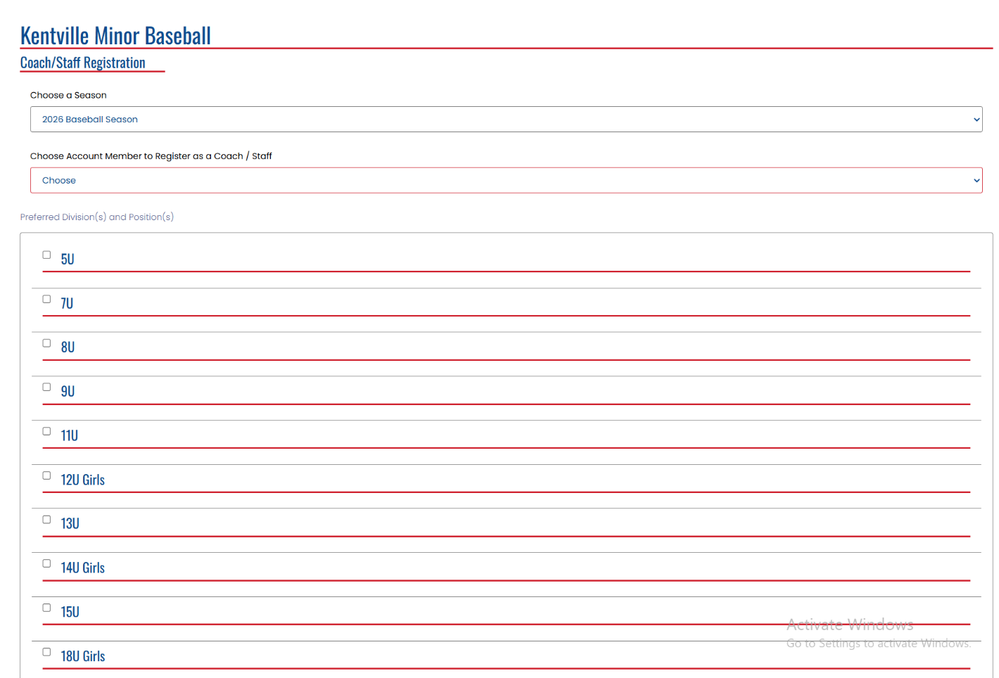 Kentville Minor Baseball
Coach/Staff Registration
Choose a Season
2026 Baseball Season
Choose Account Member to Register as a Coach / Staff
Choose
Preferred Division(s) and Position(s)
5U
7U
8U
9U
11U
12U Girls
13U
14U Girls
15U
Activate Windows
Go to Settings to activate Windows.
18U Girls